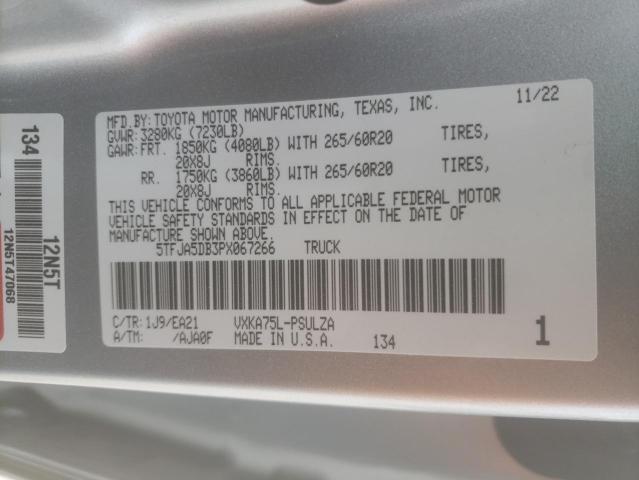 MFD.BY:TOYOTA MOTOR MANUFACTURING, TEXAS, INC. 11/22
GVWR: 3280KG (7230LB)
GAWR:FRT. 1850KG (4080LB) WITH 265/60R20 TIRES,
20X8J RIMS.
RR. 1750KG (3860LB) WITH 265/60R20 TIRES,
20X8J RIMS.
THIS VEHICLE CONFORMS TO ALL APPLICABLE FEDERAL MOTOR
VEHICLE SAFETY STANDARDS IN EFFECT ON THE DATE OF
MANUFACTURE SHOWN ABOVE.
5TFJA5DB3PX067266 TRUCK
C/TR:1J9/EA21 VXKA75L-PSULZA
A/TM: /AJA0F MADE IN U.S.A. 134 1
134 12N5T
12N5T47068